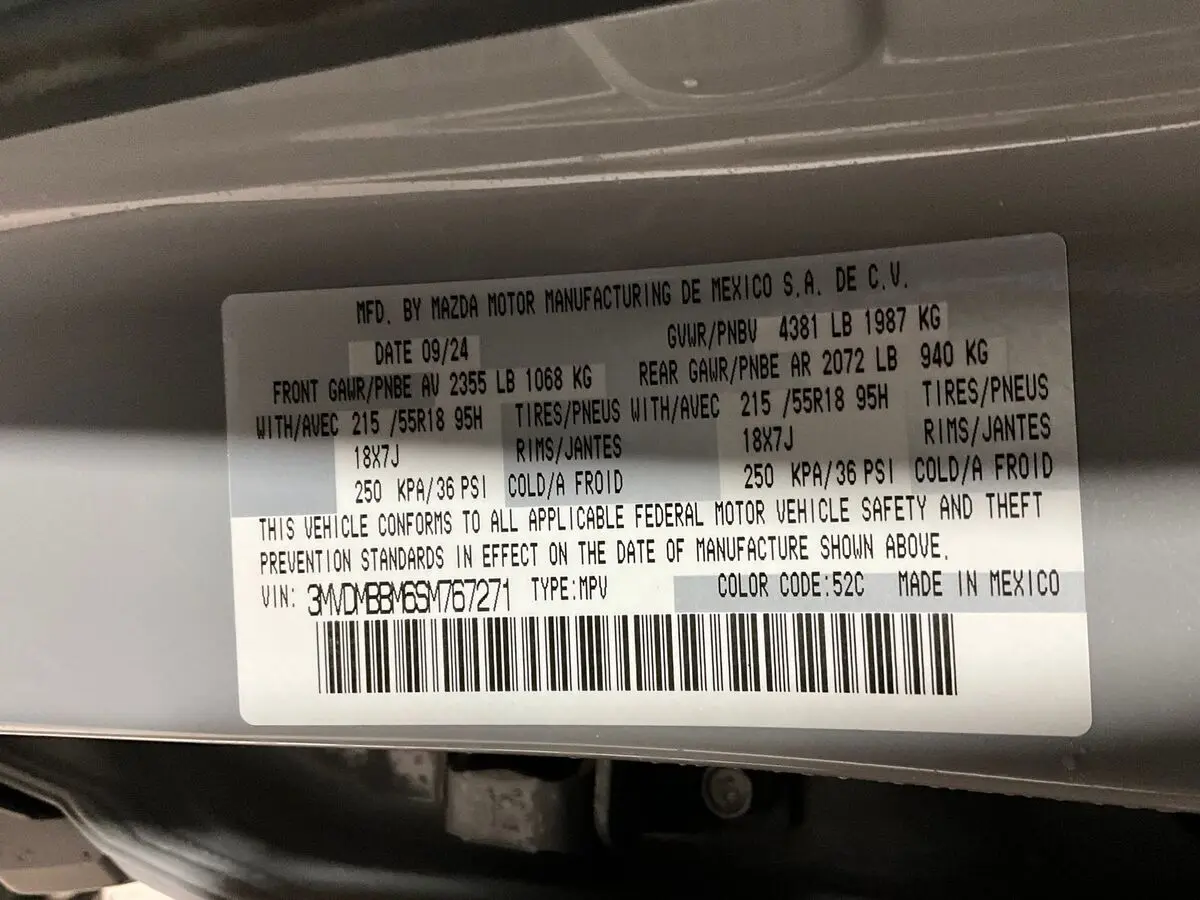 MFD. BY MAZDA MOTOR MANUFACTURING DE MEXICO S.A. DE C.V.
DATE 09/24 GVWR/PNBV 4381 LB 1987 KG
FRONT GAWR/PNBE AV 2355 LB 1068 KG REAR GAWR/PNBE AR 2072 LB 940 KG
WITH/AVEC 215 /55R18 95H TIRES/PNEUS WITH/AVEC 215 /55R18 95H TIRES/PNEUS
18X7J RIMS/JANTES 18X7J RIMS/JANTES
250 KPA/36 PSI COLD/A FROID 250 KPA/36 PSI COLD/A FROID
THIS VEHICLE CONFORMS TO ALL APPLICABLE FEDERAL MOTOR VEHICLE SAFETY AND THEFT
PREVENTION STANDARDS IN EFFECT ON THE DATE OF MANUFACTURE SHOWN ABOVE.
VIN: 3MVDMBBM6SM767271 TYPE:MPV COLOR CODE:52C MADE IN MEXICO